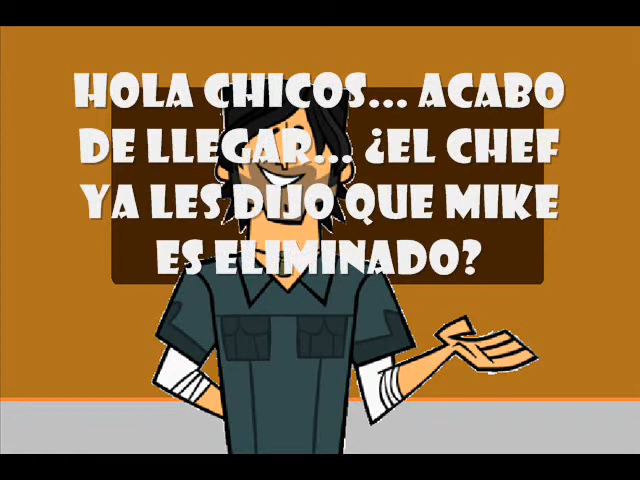 HOLA CHICOS... ACABO
DE LLEGAR... ¿EL CHEF
YA LES DIJO QUE MIKE
ES ELIMINADO?